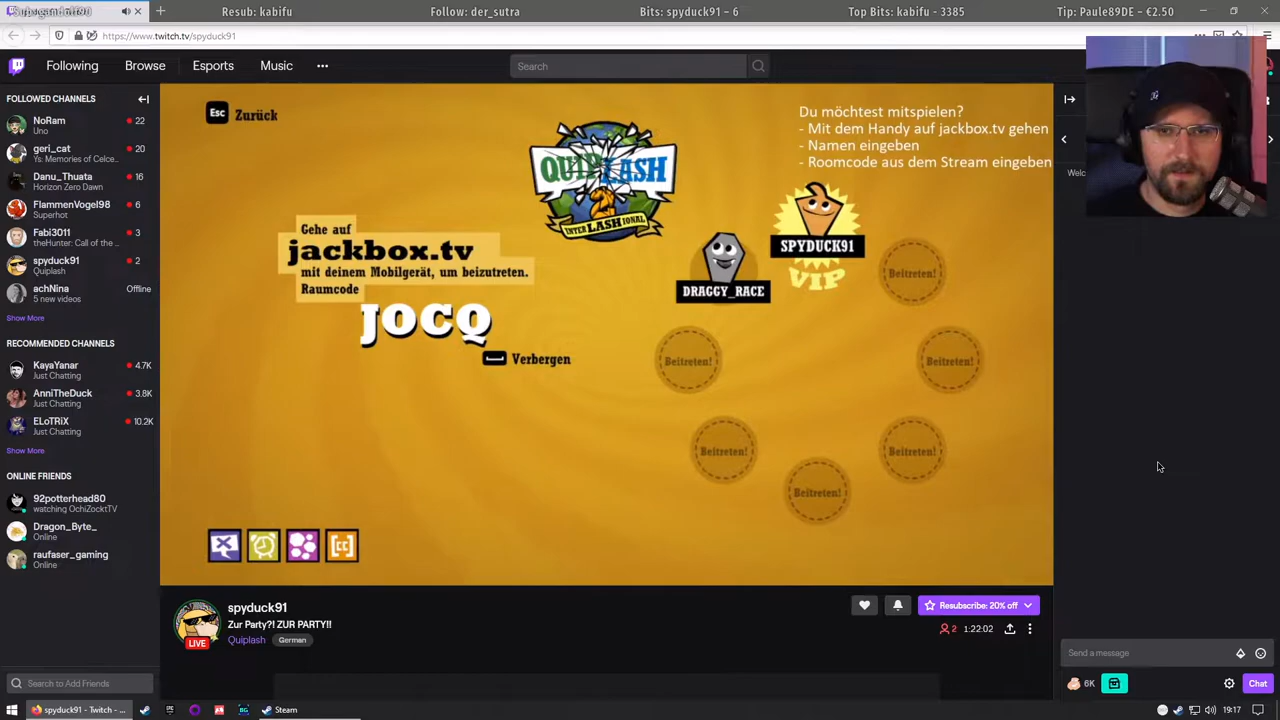 Resub: kabifu
Follow: der_sutra
Bits: spyduck91 – 6
Top Bits: kabifu - 3385
Tip: Paule89DE – €2.50
https://www.twitch.tv/spyduck91
Following
Browse
Esports
Music
Search
FOLLOWED CHANNELS
NoRam
22
Uno
geri_cat
20
Ys: Memories of Celce...
Danu_Thuata
16
Horizon Zero Dawn
FlammenVogel98
6
Superhot
Fabi3011
3
theHunter: Call of the ...
spyduck91
2
Quiplash
achNina
Offline
5 new videos
Show More
RECOMMENDED CHANNELS
KayaYanar
4.7K
Just Chatting
AnniTheDuck
3.8K
Just Chatting
ELoTRiX
10.2K
Just Chatting
Show More
ONLINE FRIENDS
92potterhead80
watching OchiZocktTV
Dragon_Byte_
Online
raufaser_gaming
Online
Search to Add Friends
Esc Zurück
QUIPLASH
2
INTERLASHIONAL
Du möchtest mitspielen?
- Mit dem Handy auf jackbox.tv gehen
- Namen eingeben
- Roomcode aus dem Stream eingeben
Gehe auf
jackbox.tv
mit deinem Mobilgerät, um beizutreten.
Raumcode
JOCQ
Verbergen
DRAGGY_RACE
SPYDUCK91
VIP
Beitreten!
Beitreten!
Beitreten!
Beitreten!
Beitreten!
Beitreten!
[cc]
LIVE
spyduck91
Zur Party?! ZUR PARTY!!
Quiplash
German
Resubscribe: 20% off
2
1:22:02
Welc
Send a message
6K
Chat
spyduck91 - Twitch - ...
Steam
19:17